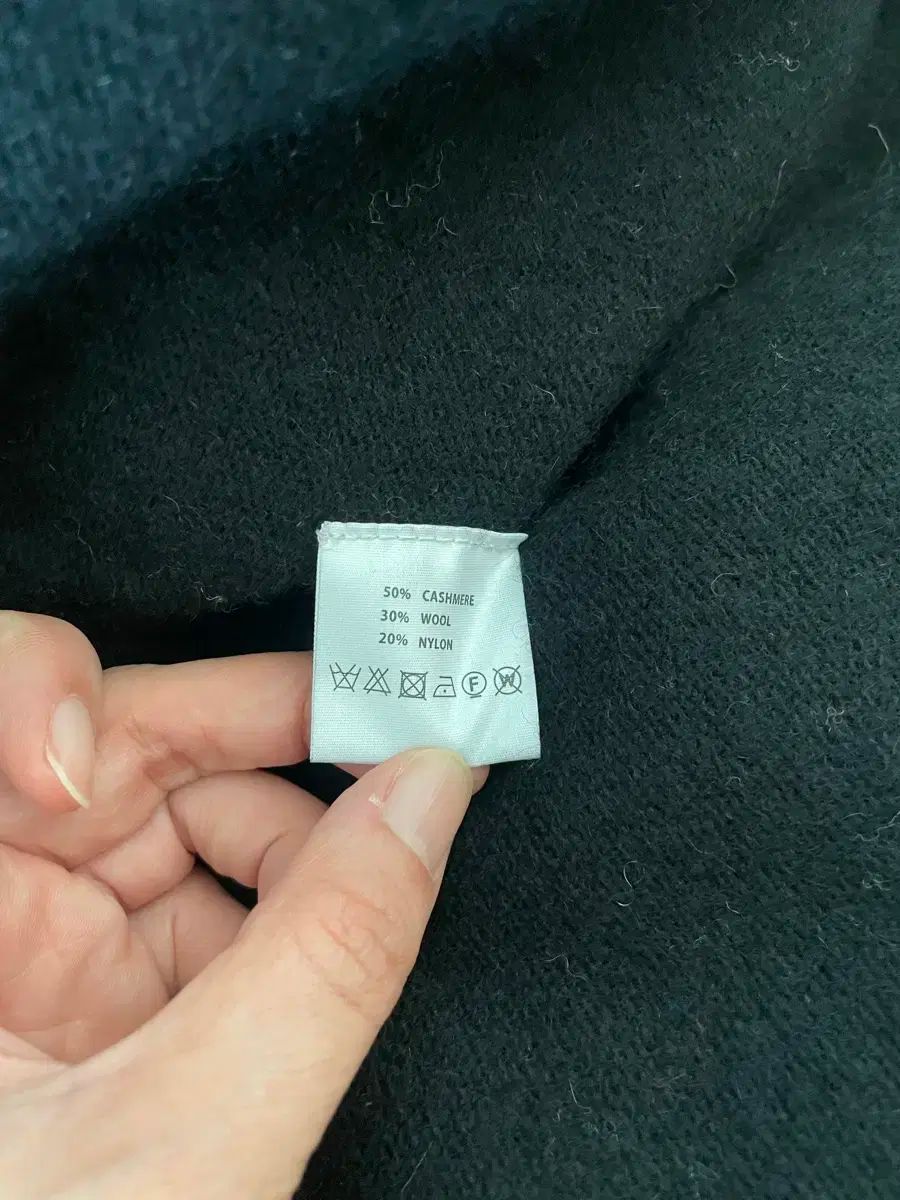 50% CASHMERE
30% WOOL
20% NYLON
F W